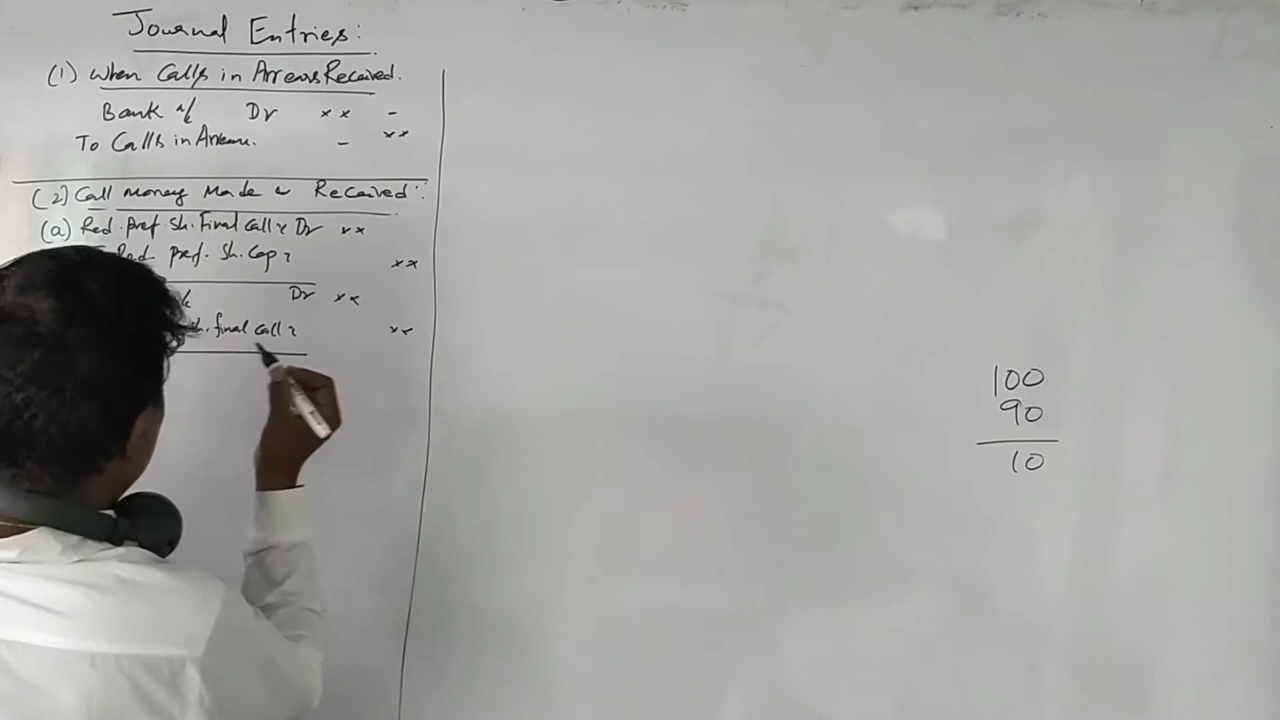 Journal Entries:
(1) When Calls in Arrears Received.
Bank a/c Dr xx -
To Calls in Arrears. - xx
(2) Call money Made & Received:
(a) Red. pref Sh. Final Call Dr xx
Red pref. Sh. Cap xx
Dr xx
sh. final call xx
100
90
10